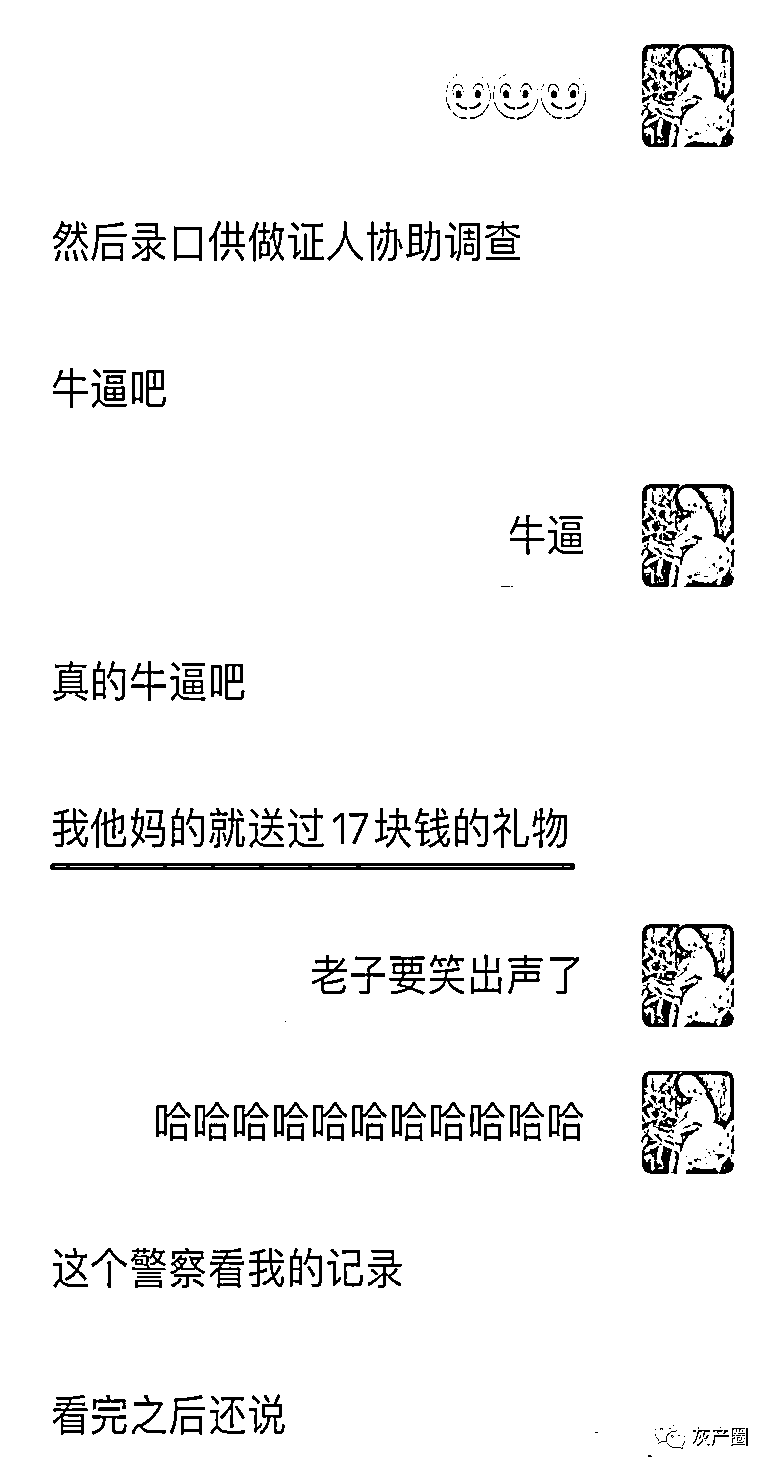 然后录口供做证人协助调查
牛逼吧
牛逼
真的牛逼吧
我他妈的就送过17块钱的礼物
老子要笑出声了
哈哈哈哈哈哈哈哈哈哈哈
这个警察看我的记录
看完之后还说
灰产圈